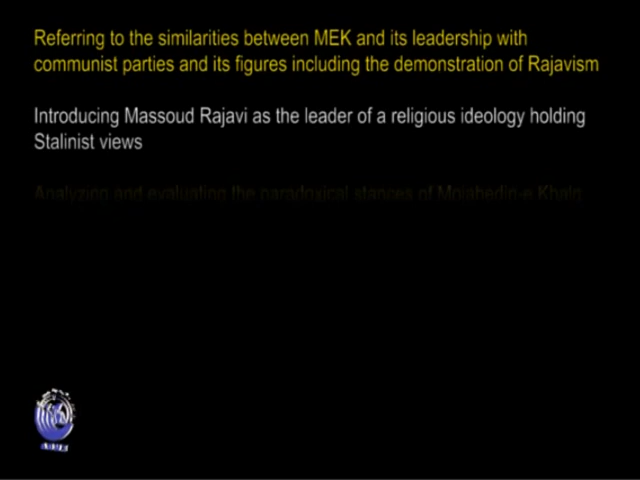 Referring to the similarities between MEK and its leadership with
communist parties and its figures including the demonstration of Rajavism
Introducing Massoud Rajavi as the leader of a religious ideology holding
Stalinist views
Analyzing and evaluating the paradoxical stances of Mojahedin-e Khalq